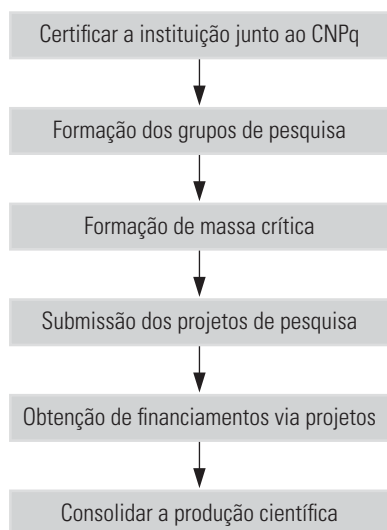 Certificar a instituição junto ao CNPq
Formação dos grupos de pesquisa
Formação de massa crítica
Submissão dos projetos de pesquisa
Obtenção de financiamentos via projetos
Consolidar a produção científica